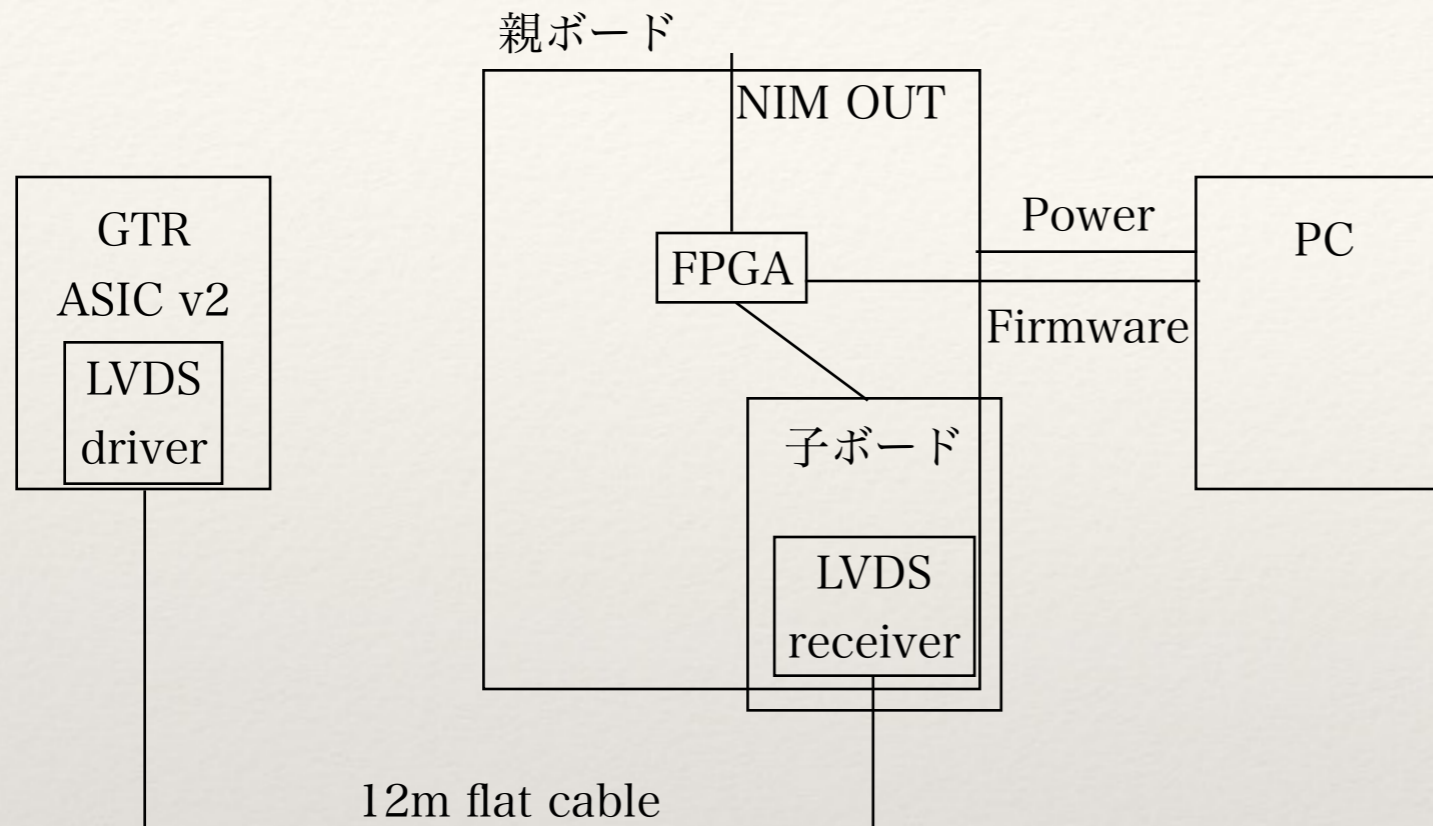 親ボード
NIM OUT
GTR
ASIC v2
LVDS
driver
FPGA
Power
Firmware
PC
子ボード
LVDS
receiver
12m flat cable